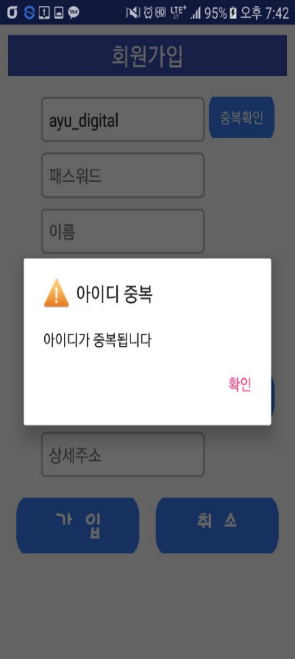 95% 오후 7:42
회원가입
ayu_digital 중복확인
패스워드
이름
아이디 중복
아이디가 중복됩니다
확인
상세주소
가 입 취 소